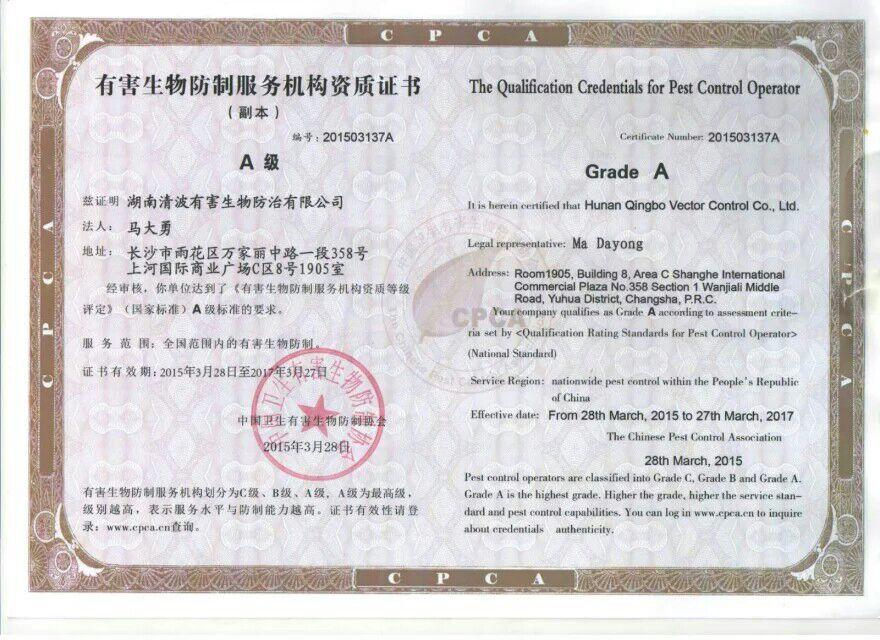 C P C A
有害生物防制服务机构资质证书
（副本）
编号：201503137A
A 级
兹证明 湖南清波有害生物防治有限公司
法人： 马大勇
地址： 长沙市雨花区万家丽中路一段358号
上河国际商业广场C区8号1905室
经审核，你单位达到了《有害生物防制服务机构资质等级
评定》（国家标准）A 级标准的要求。
服 务 范 围：全国范围内的有害生物防制。
证 书 有 效 期：2015年3月28日至2017年3月27日
中国卫生有害生物防制协会
2015年3月28日
中国卫生有害生物防制协会
有害生物防制服务机构划分为C级、B级、A级，A级为最高级，
级别越高，表示服务水平与防制能力越高。证书有效性请登
录：www.cpca.cn查询。
The Qualification Credentials for Pest Control Operator
Certificate Number: 201503137A
Grade A
It is herein certified that Hunan Qingbo Vector Control Co., Ltd.
Legal representative: Ma Dayong
Address: Room1905, Building 8, Area C Shanghe International
Commercial Plaza No.358 Section 1 Wanjiali Middle
Road, Yuhua District, Changsha, P.R.C.
Your company qualifies as Grade A according to assessment crite-
ria set by <Qualification Rating Standards for Pest Control Operator>
(National Standard)
Service Region: nationwide pest control within the People's Republic
of China
Effective date: From 28th March, 2015 to 27th March, 2017
The Chinese Pest Control Association
28th March, 2015
Pest control operators are classified into Grade C, Grade B and Grade A.
Grade A is the highest grade. Higher the grade, higher the service stan-
dard and pest control capabilities. You can log in www.cpca.cn to inquire
about credentials authenticity.
CPCA
C P C A
C P C A
C P C A